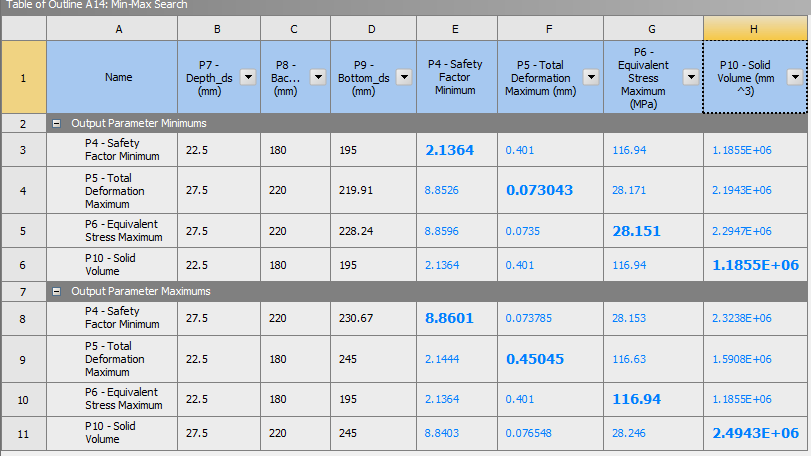 Table of Outline A14: Min-Max Search
A B C D E F G H
1 Name P7 - Depth_ds (mm) P8 - Bac... (mm) P9 - Bottom_ds (mm) P4 - Safety Factor Minimum P5 - Total Deformation Maximum (mm) P6 - Equivalent Stress Maximum (MPa) P10 - Solid Volume (mm ^3)
2 Output Parameter Minimums
3 P4 - Safety Factor Minimum 22.5 180 195 2.1364 0.401 116.94 1.1855E+06
4 P5 - Total Deformation Maximum 27.5 220 219.91 8.8526 0.073043 28.171 2.1943E+06
5 P6 - Equivalent Stress Maximum 27.5 220 228.24 8.8596 0.0735 28.151 2.2947E+06
6 P10 - Solid Volume 22.5 180 195 2.1364 0.401 116.94 1.1855E+06
7 Output Parameter Maximums
8 P4 - Safety Factor Minimum 27.5 220 230.67 8.8601 0.073785 28.153 2.3238E+06
9 P5 - Total Deformation Maximum 22.5 180 245 2.1444 0.45045 116.63 1.5908E+06
10 P6 - Equivalent Stress Maximum 22.5 180 195 2.1364 0.401 116.94 1.1855E+06
11 P10 - Solid Volume 27.5 220 245 8.8403 0.076548 28.246 2.4943E+06